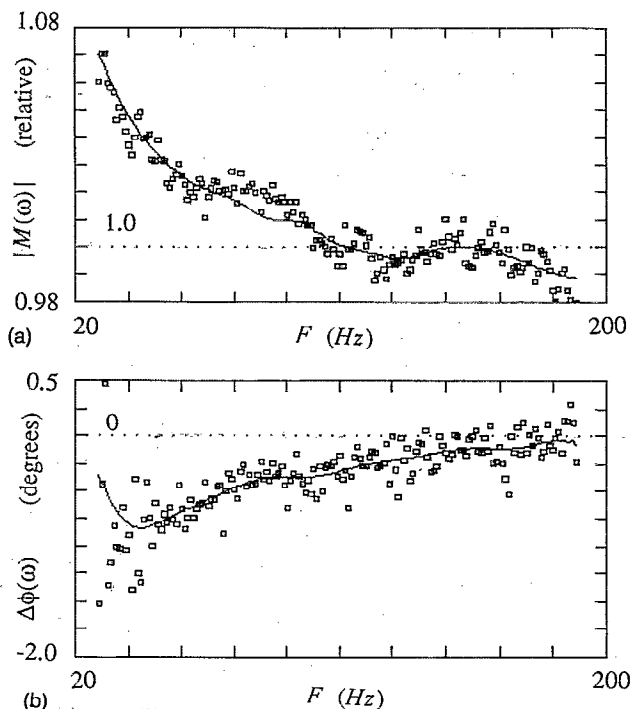 1.08
|M(ω)| (relative)
1.0
0.98
20
F (Hz)
200
(a)
0.5
Δϕ(ω) (degrees)
0
-2.0
20
F (Hz)
200
(b)